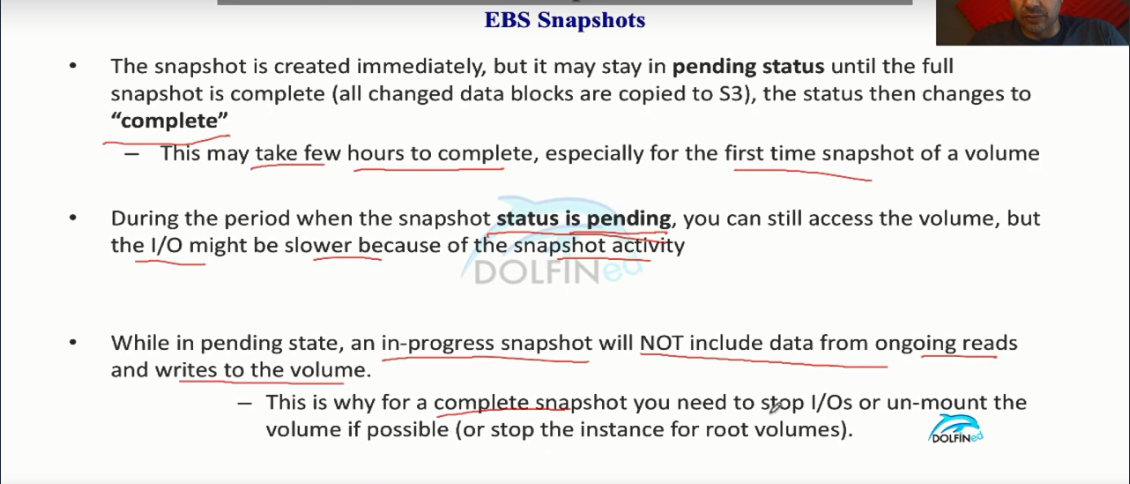 EBS Snapshots
• The snapshot is created immediately, but it may stay in pending status until the full
snapshot is complete (all changed data blocks are copied to S3), the status then changes to
“complete”
– This may take few hours to complete, especially for the first time snapshot of a volume
• During the period when the snapshot status is pending, you can still access the volume, but
the I/O might be slower because of the snapshot activity
DOLFINed
• While in pending state, an in-progress snapshot will NOT include data from ongoing reads
and writes to the volume.
– This is why for a complete snapshot you need to stop I/Os or un-mount the
volume if possible (or stop the instance for root volumes).
DOLFINed